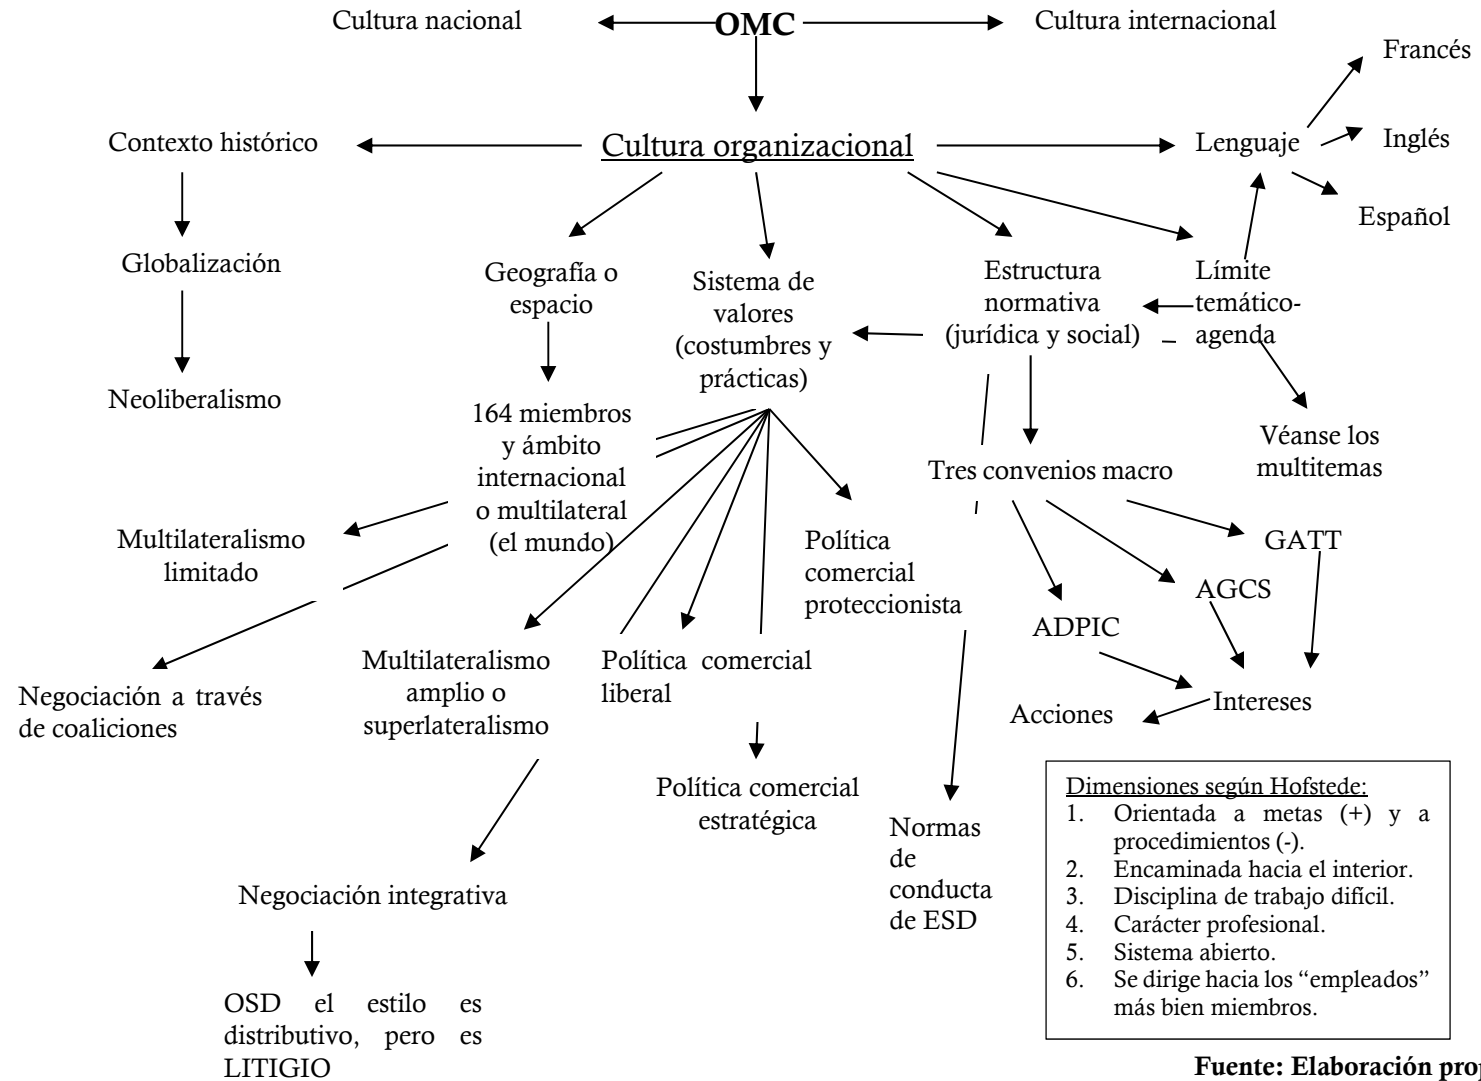 Cultura nacional
OMC
Cultura internacional
Francés
Contexto histórico
Cultura organizacional
Lenguaje
Inglés
Español
Globalización
Geografía o
espacio
Sistema de
valores
(costumbres y
prácticas)
Estructura
normativa
(jurídica y social)
Límite
temático-
agenda
Neoliberalismo
164 miembros
y ámbito
internacional
o multilateral
(el mundo)
Véanse los
multitemas
Tres convenios macro
Multilateralismo
limitado
Política
comercial
proteccionista
GATT
AGCS
ADPIC
Negociación a través
de coaliciones
Multilateralismo
amplio o
superlateralismo
Política comercial
liberal
Intereses
Acciones
Política comercial
estratégica
Normas
de
conducta
de ESD
Negociación integrativa
OSD el estilo es
distributivo, pero es
LITIGIO
Dimensiones según Hofstede:
1. Orientada a metas (+) y a
procedimientos (-).
2. Encaminada hacia el interior.
3. Disciplina de trabajo difícil.
4. Carácter profesional.
5. Sistema abierto.
6. Se dirige hacia los “empleados”
más bien miembros.
Fuente: Elaboración